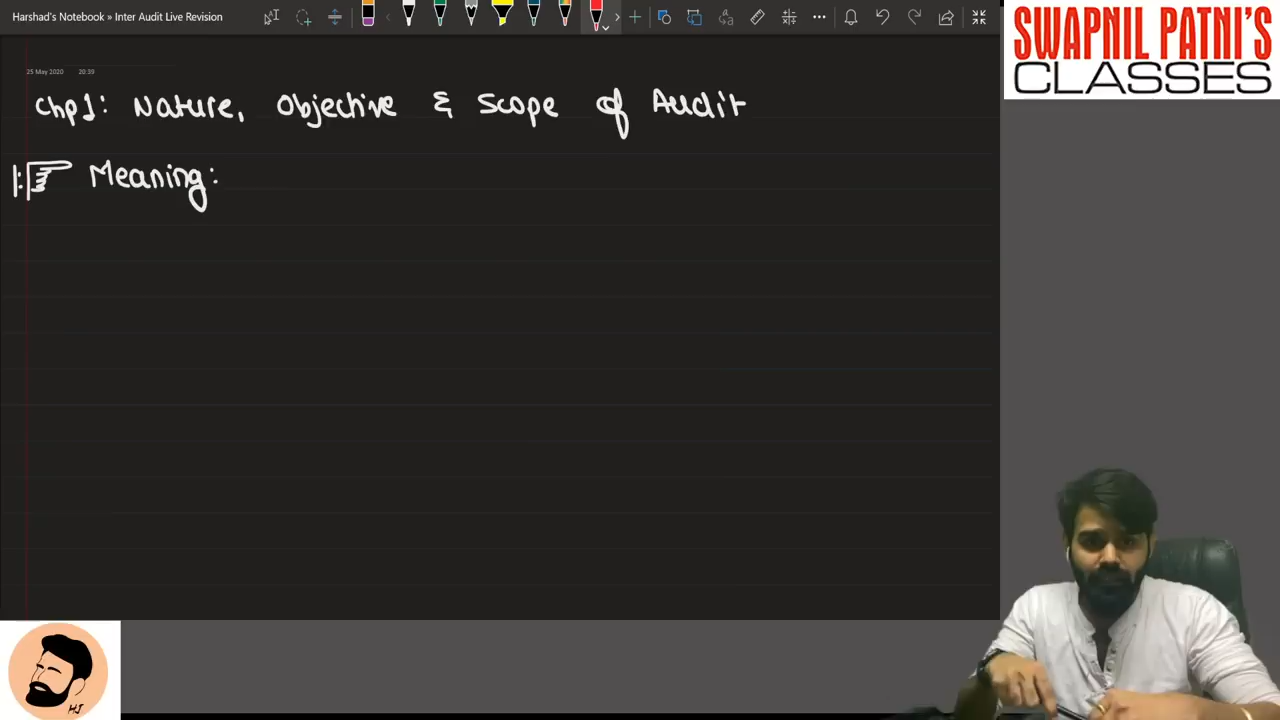 Harshad's Notebook » Inter Audit Live Revision
SWAPNIL PATNI'S
CLASSES
25 May 2020 20:39
Chp1: Nature, Objective & Scope of Audit
Meaning:
HJ